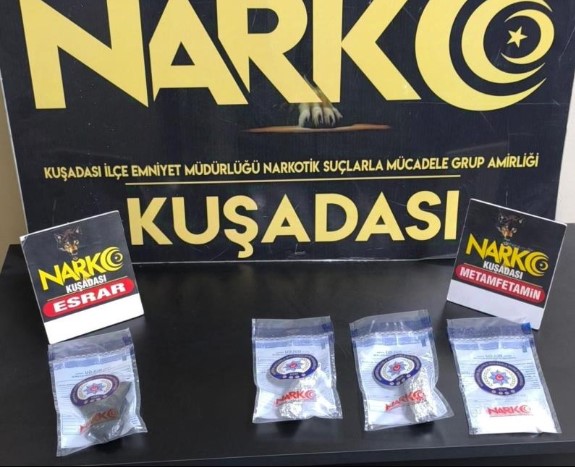 NARKO
KUŞADASI İLÇE EMNİYET MÜDÜRLÜĞÜ NARKOTİK SUÇLARLA MÜCADELE GRUP AMİRLİĞİ
KUŞADASI
NARKO
KUŞADASI
ESRAR
NARKO
KUŞADASI
METAMFETAMİN
NARKO
NARKO
NARKO
NARKO